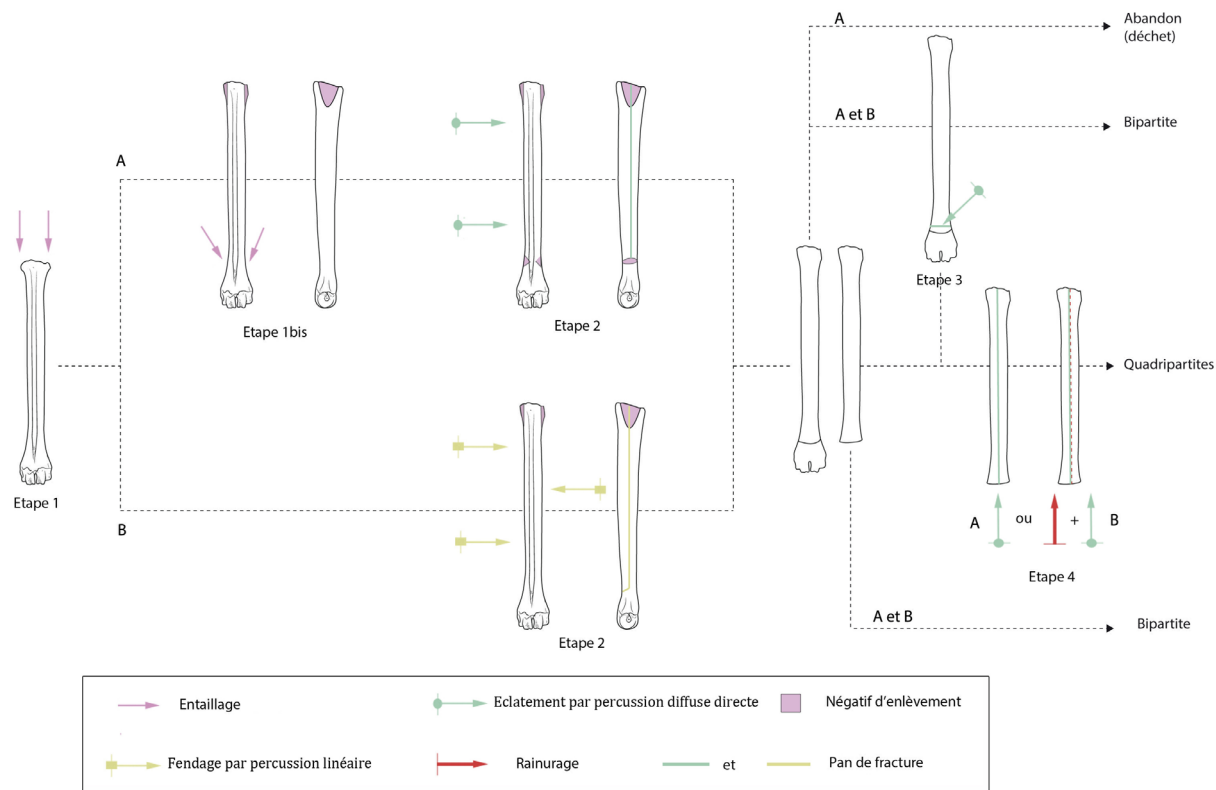 A
Abandon
(déchet)
A et B
Bipartite
A
Etape 3
Etape 1bis
Etape 2
Quadripartites
Etape 1
B
A
ou
+
B
Etape 4
A et B
Bipartite
Etape 2
Entaillage
Eclatement par percussion diffuse directe
Négatif d'enlèvement
Fendage par percussion linéaire
Rainurage
et
Pan de fracture